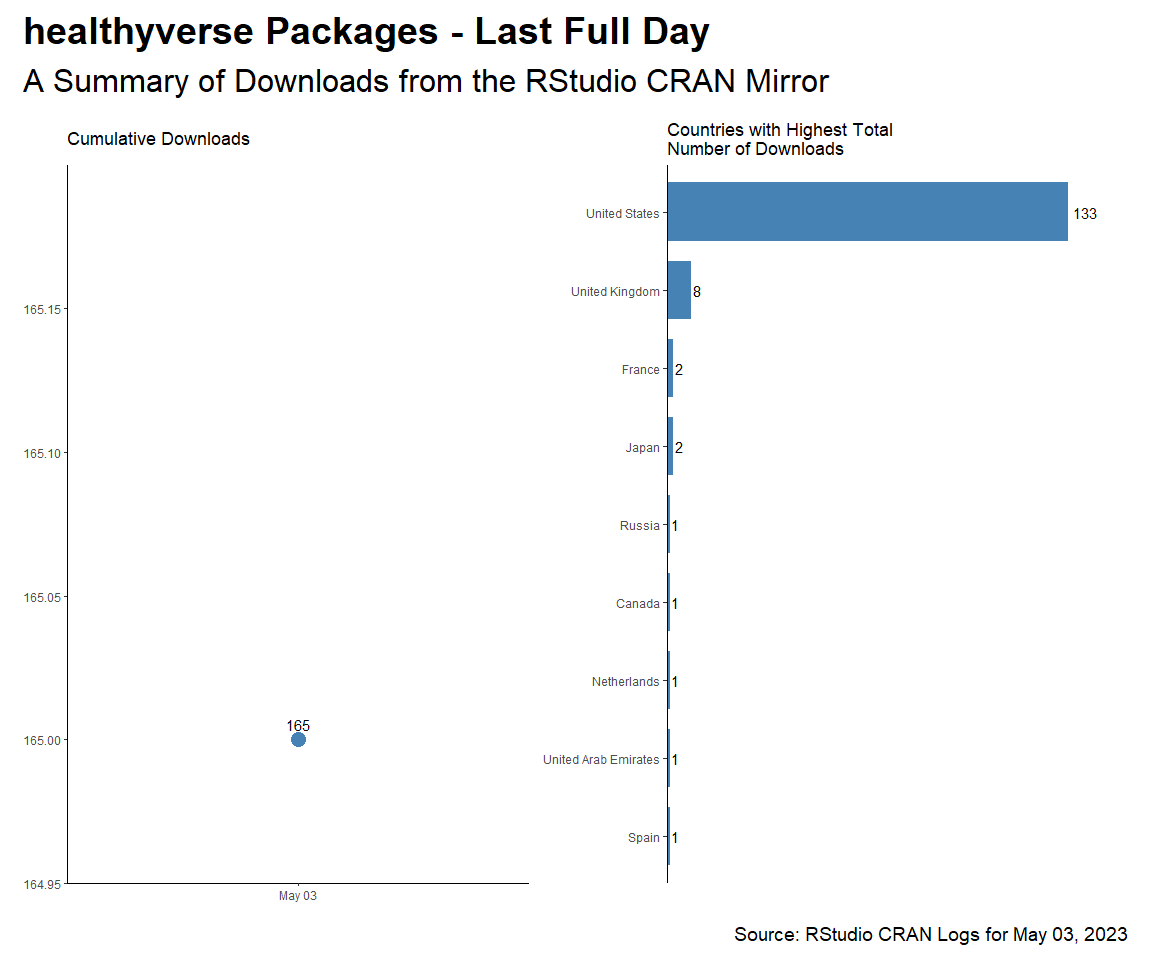 healthyverse Packages - Last Full Day
A Summary of Downloads from the RStudio CRAN Mirror
Cumulative Downloads
165.15
165.10
165.05
165.00
164.95
165
May 03
Countries with Highest Total
Number of Downloads
United States 133
United Kingdom 8
France 2
Japan 2
Russia 1
Canada 1
Netherlands 1
United Arab Emirates 1
Spain 1
Source: RStudio CRAN Logs for May 03, 2023